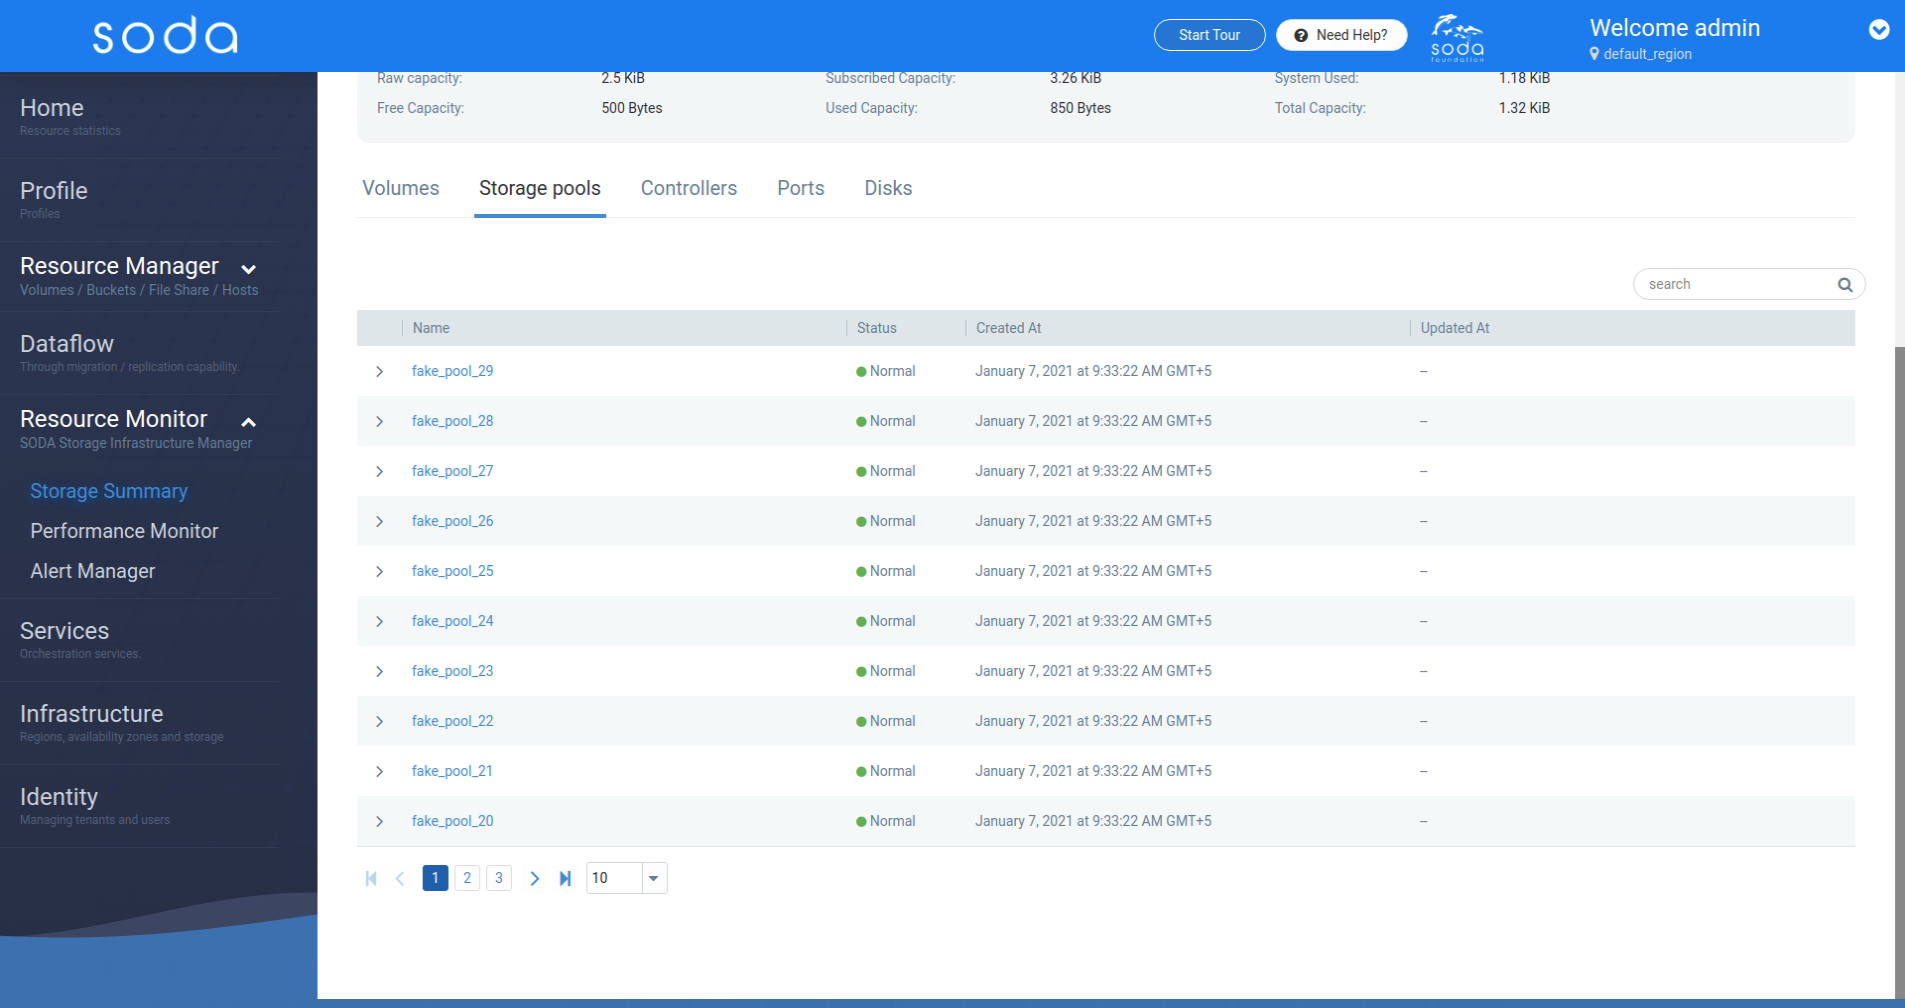 soda
Start Tour
Need Help?
soda
foundation
Welcome admin
default_region
Home
Resource statistics
Profile
Profiles
Resource Manager
Volumes / Buckets / File Share / Hosts
Dataflow
Through migration / replication capability.
Resource Monitor
SODA Storage Infrastructure Manager
Storage Summary
Performance Monitor
Alert Manager
Services
Orchestration services.
Infrastructure
Regions, availability zones and storage
Identity
Managing tenants and users
Raw capacity: 2.5 KiB Subscribed Capacity: 3.26 KiB System Used: 1.18 KiB
Free Capacity: 500 Bytes Used Capacity: 850 Bytes Total Capacity: 1.32 KiB
Volumes Storage pools Controllers Ports Disks
search
Name Status Created At Updated At
fake_pool_29 Normal January 7, 2021 at 9:33:22 AM GMT+5 --
fake_pool_28 Normal January 7, 2021 at 9:33:22 AM GMT+5 --
fake_pool_27 Normal January 7, 2021 at 9:33:22 AM GMT+5 --
fake_pool_26 Normal January 7, 2021 at 9:33:22 AM GMT+5 --
fake_pool_25 Normal January 7, 2021 at 9:33:22 AM GMT+5 --
fake_pool_24 Normal January 7, 2021 at 9:33:22 AM GMT+5 --
fake_pool_23 Normal January 7, 2021 at 9:33:22 AM GMT+5 --
fake_pool_22 Normal January 7, 2021 at 9:33:22 AM GMT+5 --
fake_pool_21 Normal January 7, 2021 at 9:33:22 AM GMT+5 --
fake_pool_20 Normal January 7, 2021 at 9:33:22 AM GMT+5 --
1 2 3 10